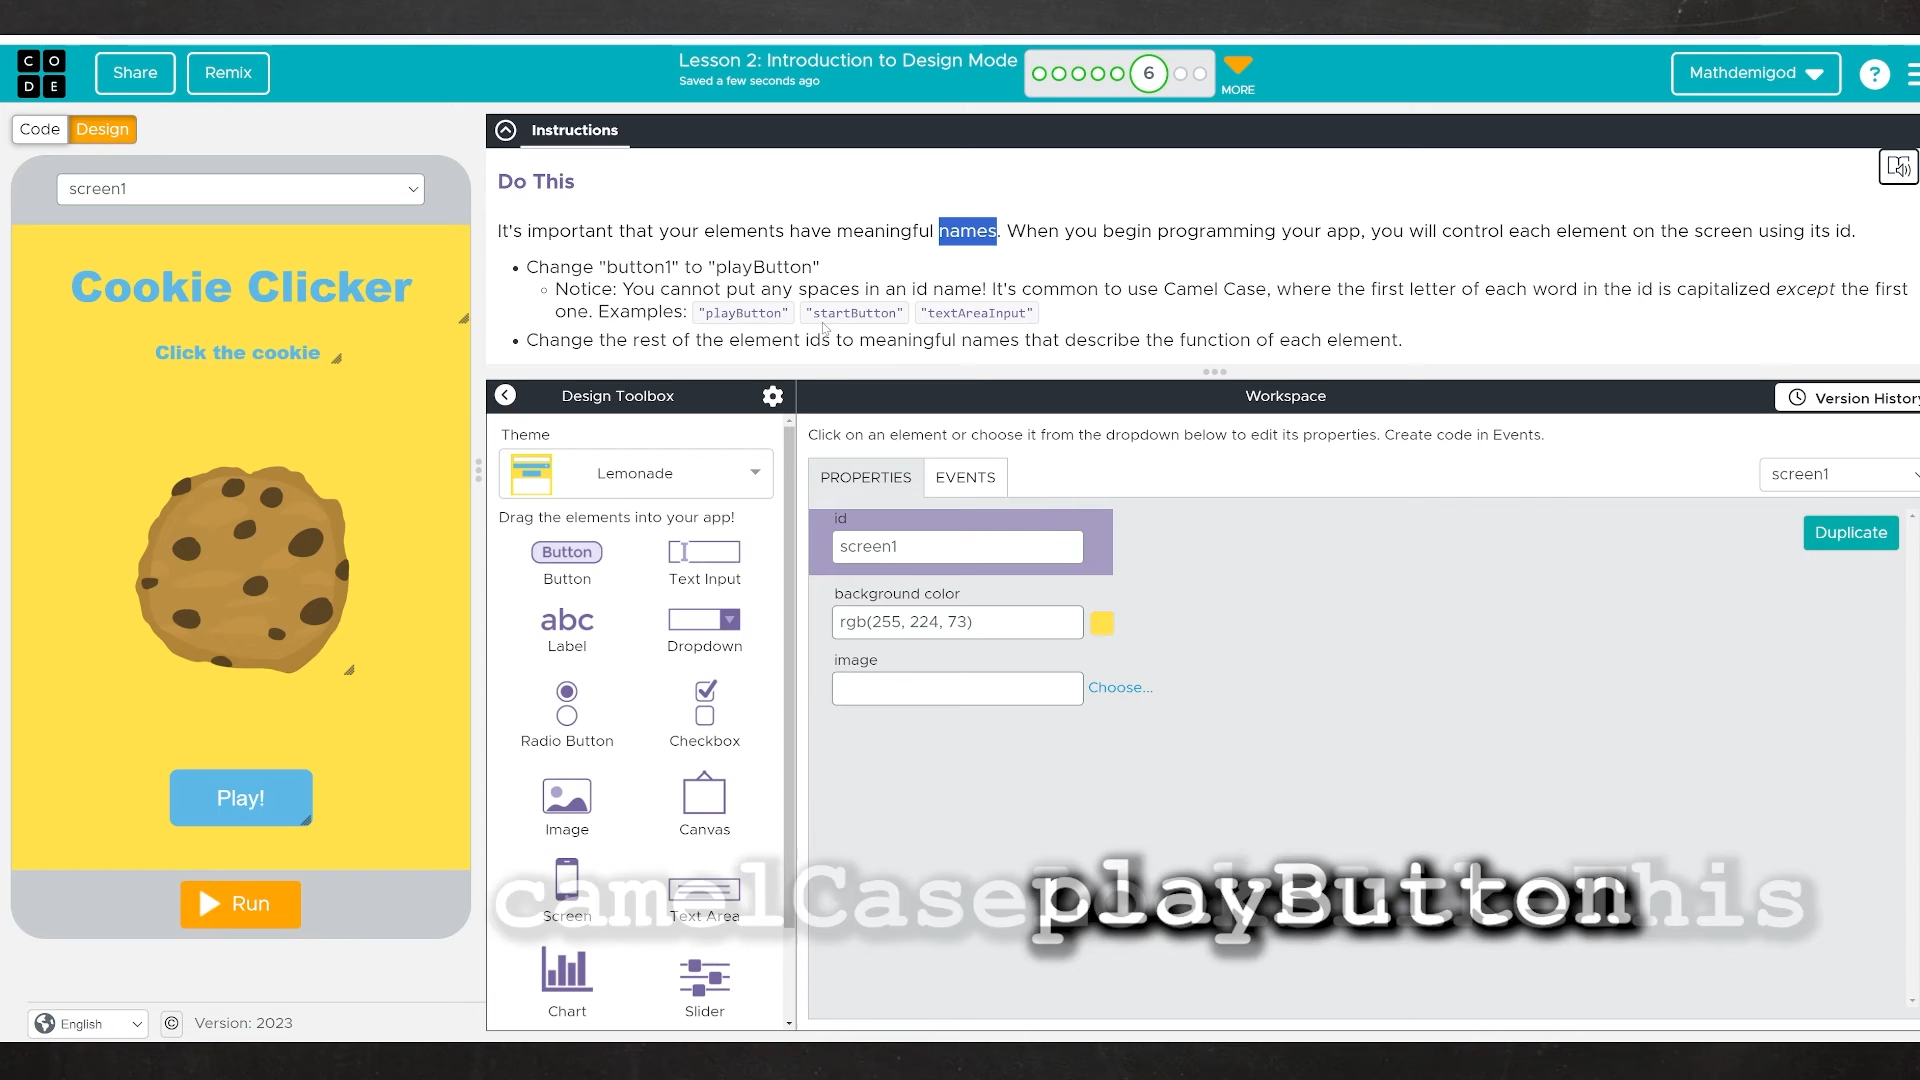 CODE
Share
Remix
Lesson 2: Introduction to Design Mode
Saved a few seconds ago
6
MORE
Mathdemigod
?
Code
Design
Instructions
screen1
Do This
It's important that your elements have meaningful names. When you begin programming your app, you will control each element on the screen using its id.
Change "button1" to "playButton"
Notice: You cannot put any spaces in an id name! It's common to use Camel Case, where the first letter of each word in the id is capitalized except the first
one. Examples: "playButton" "startButton" "textAreaInput"
Change the rest of the element ids to meaningful names that describe the function of each element.
Cookie Clicker
Click the cookie
Play!
Run
Design Toolbox
Workspace
Version History
Theme
Lemonade
Drag the elements into your app!
Button
Button
Text Input
abc
Label
Dropdown
Radio Button
Checkbox
Image
Canvas
Screen
Text Area
Chart
Slider
Click on an element or choose it from the dropdown below to edit its properties. Create code in Events.
PROPERTIES
EVENTS
screen1
id
screen1
Duplicate
background color
rgb(255, 224, 73)
image
Choose...
camelCase
playButton
English
©
Version: 2023